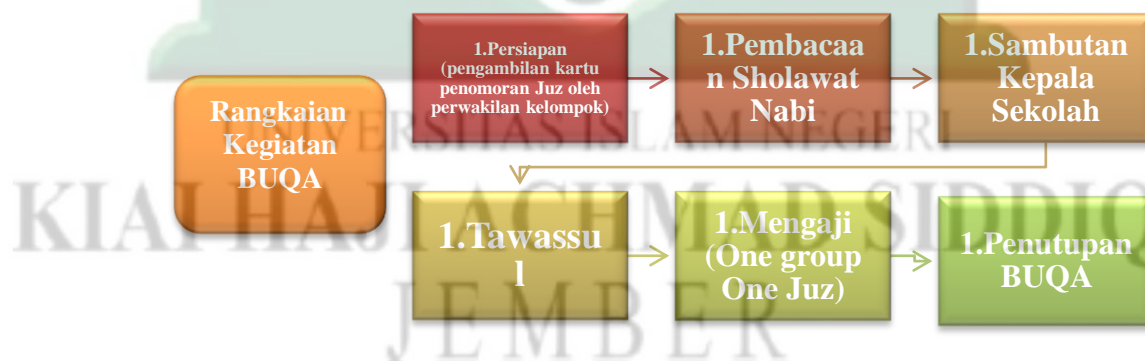 Rangkaian
Kegiatan
BUQA
1.Persiapan
(pengambilan kartu
penomoran Juz oleh
perwakilan kelompok)
1.Pembacaa
n Sholawat
Nabi
1.Sambutan
Kepala
Sekolah
1.Tawassu
l
1.Mengaji
(One group
One Juz)
1.Penutupan
BUQA
UNIVERSITAS ISLAM NEGERI
KIAI HAJI ACHMAD SIDDIQ
JEMBER